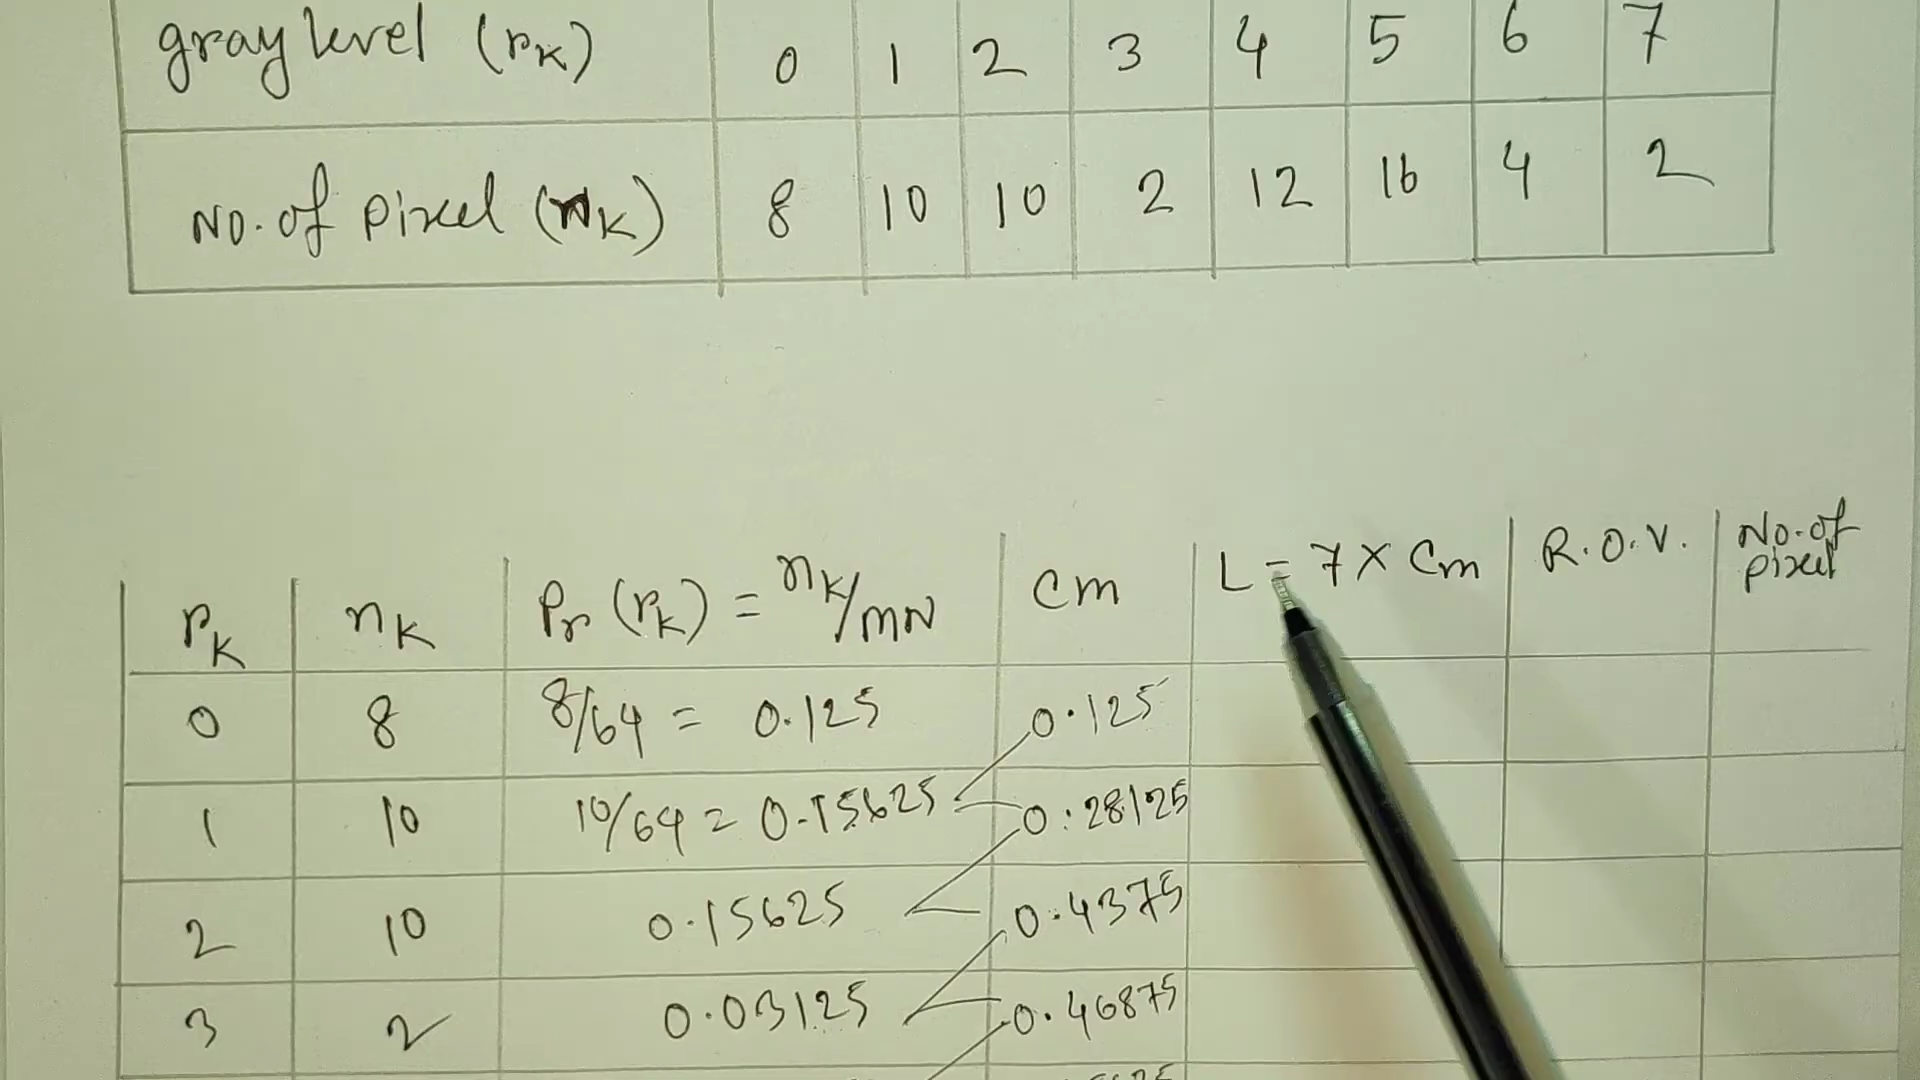 gray level (rK) 0 1 2 3 4 5 6 7
No. of pixel (nK) 8 10 10 2 12 16 4 2
rK nK Pr (rK) = nK/MN Cm L = 7 × Cm R.O.V. No. of pixel
0 8 8/64 = 0.125 0.125
1 10 10/64 = 0.15625 0.28125
2 10 0.15625 0.4375
3 2 0.03125 0.46875